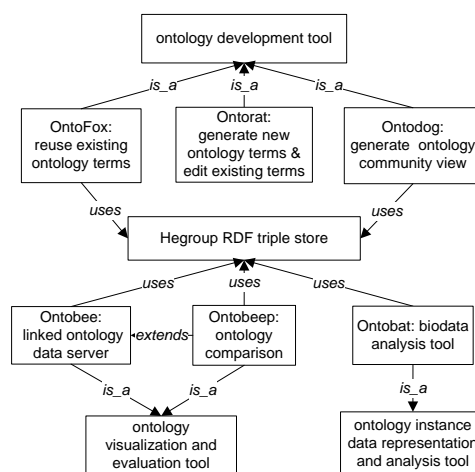 ontology development tool
is_a
is_a
is_a
OntoFox:
reuse existing
ontology terms
Ontorat:
generate new
ontology terms &
edit existing terms
Ontodog:
generate ontology
community view
uses
uses
Hegroup RDF triple store
uses
uses
uses
Ontobee:
linked ontology
data server
extends
Ontobeep:
ontology
comparison
Ontobat: biodata
analysis tool
is_a
is_a
is_a
ontology
visualization and
evaluation tool
ontology instance
data representation
and analysis tool